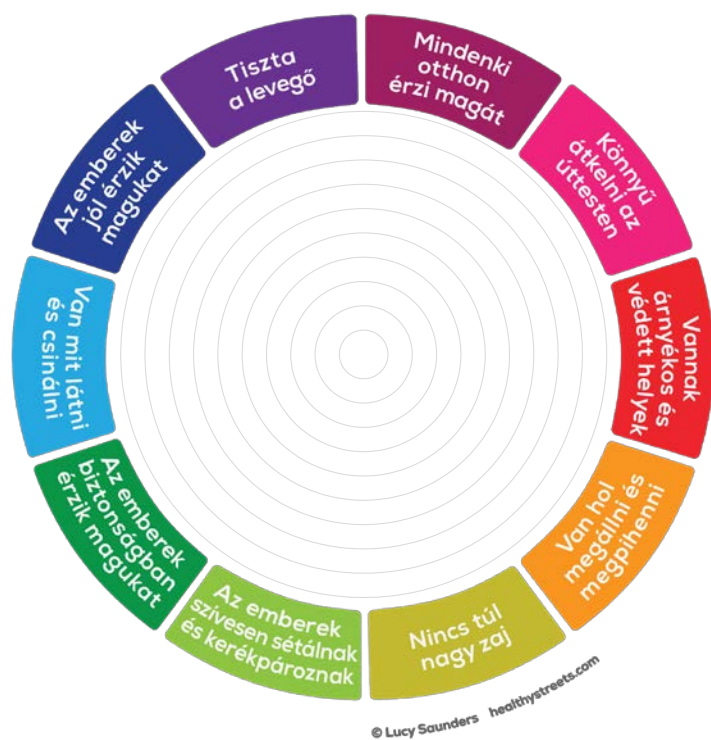 Mindenki
otthon
érzi magát
Könnyű
átkelni az
úttesten
Vannak
árnyékos és
védett helyek
Van hol
megállni és
megpihenni
Nincs túl
nagy zaj
Az emberek
szívesen sétálnak
és kerékpároznak
Az emberek
biztonságban
érzik magukat
Van mit látni
és csinálni
Az emberek
jól érzik
magukat
Tiszta
a levegő
© Lucy Saunders healthystreets.com